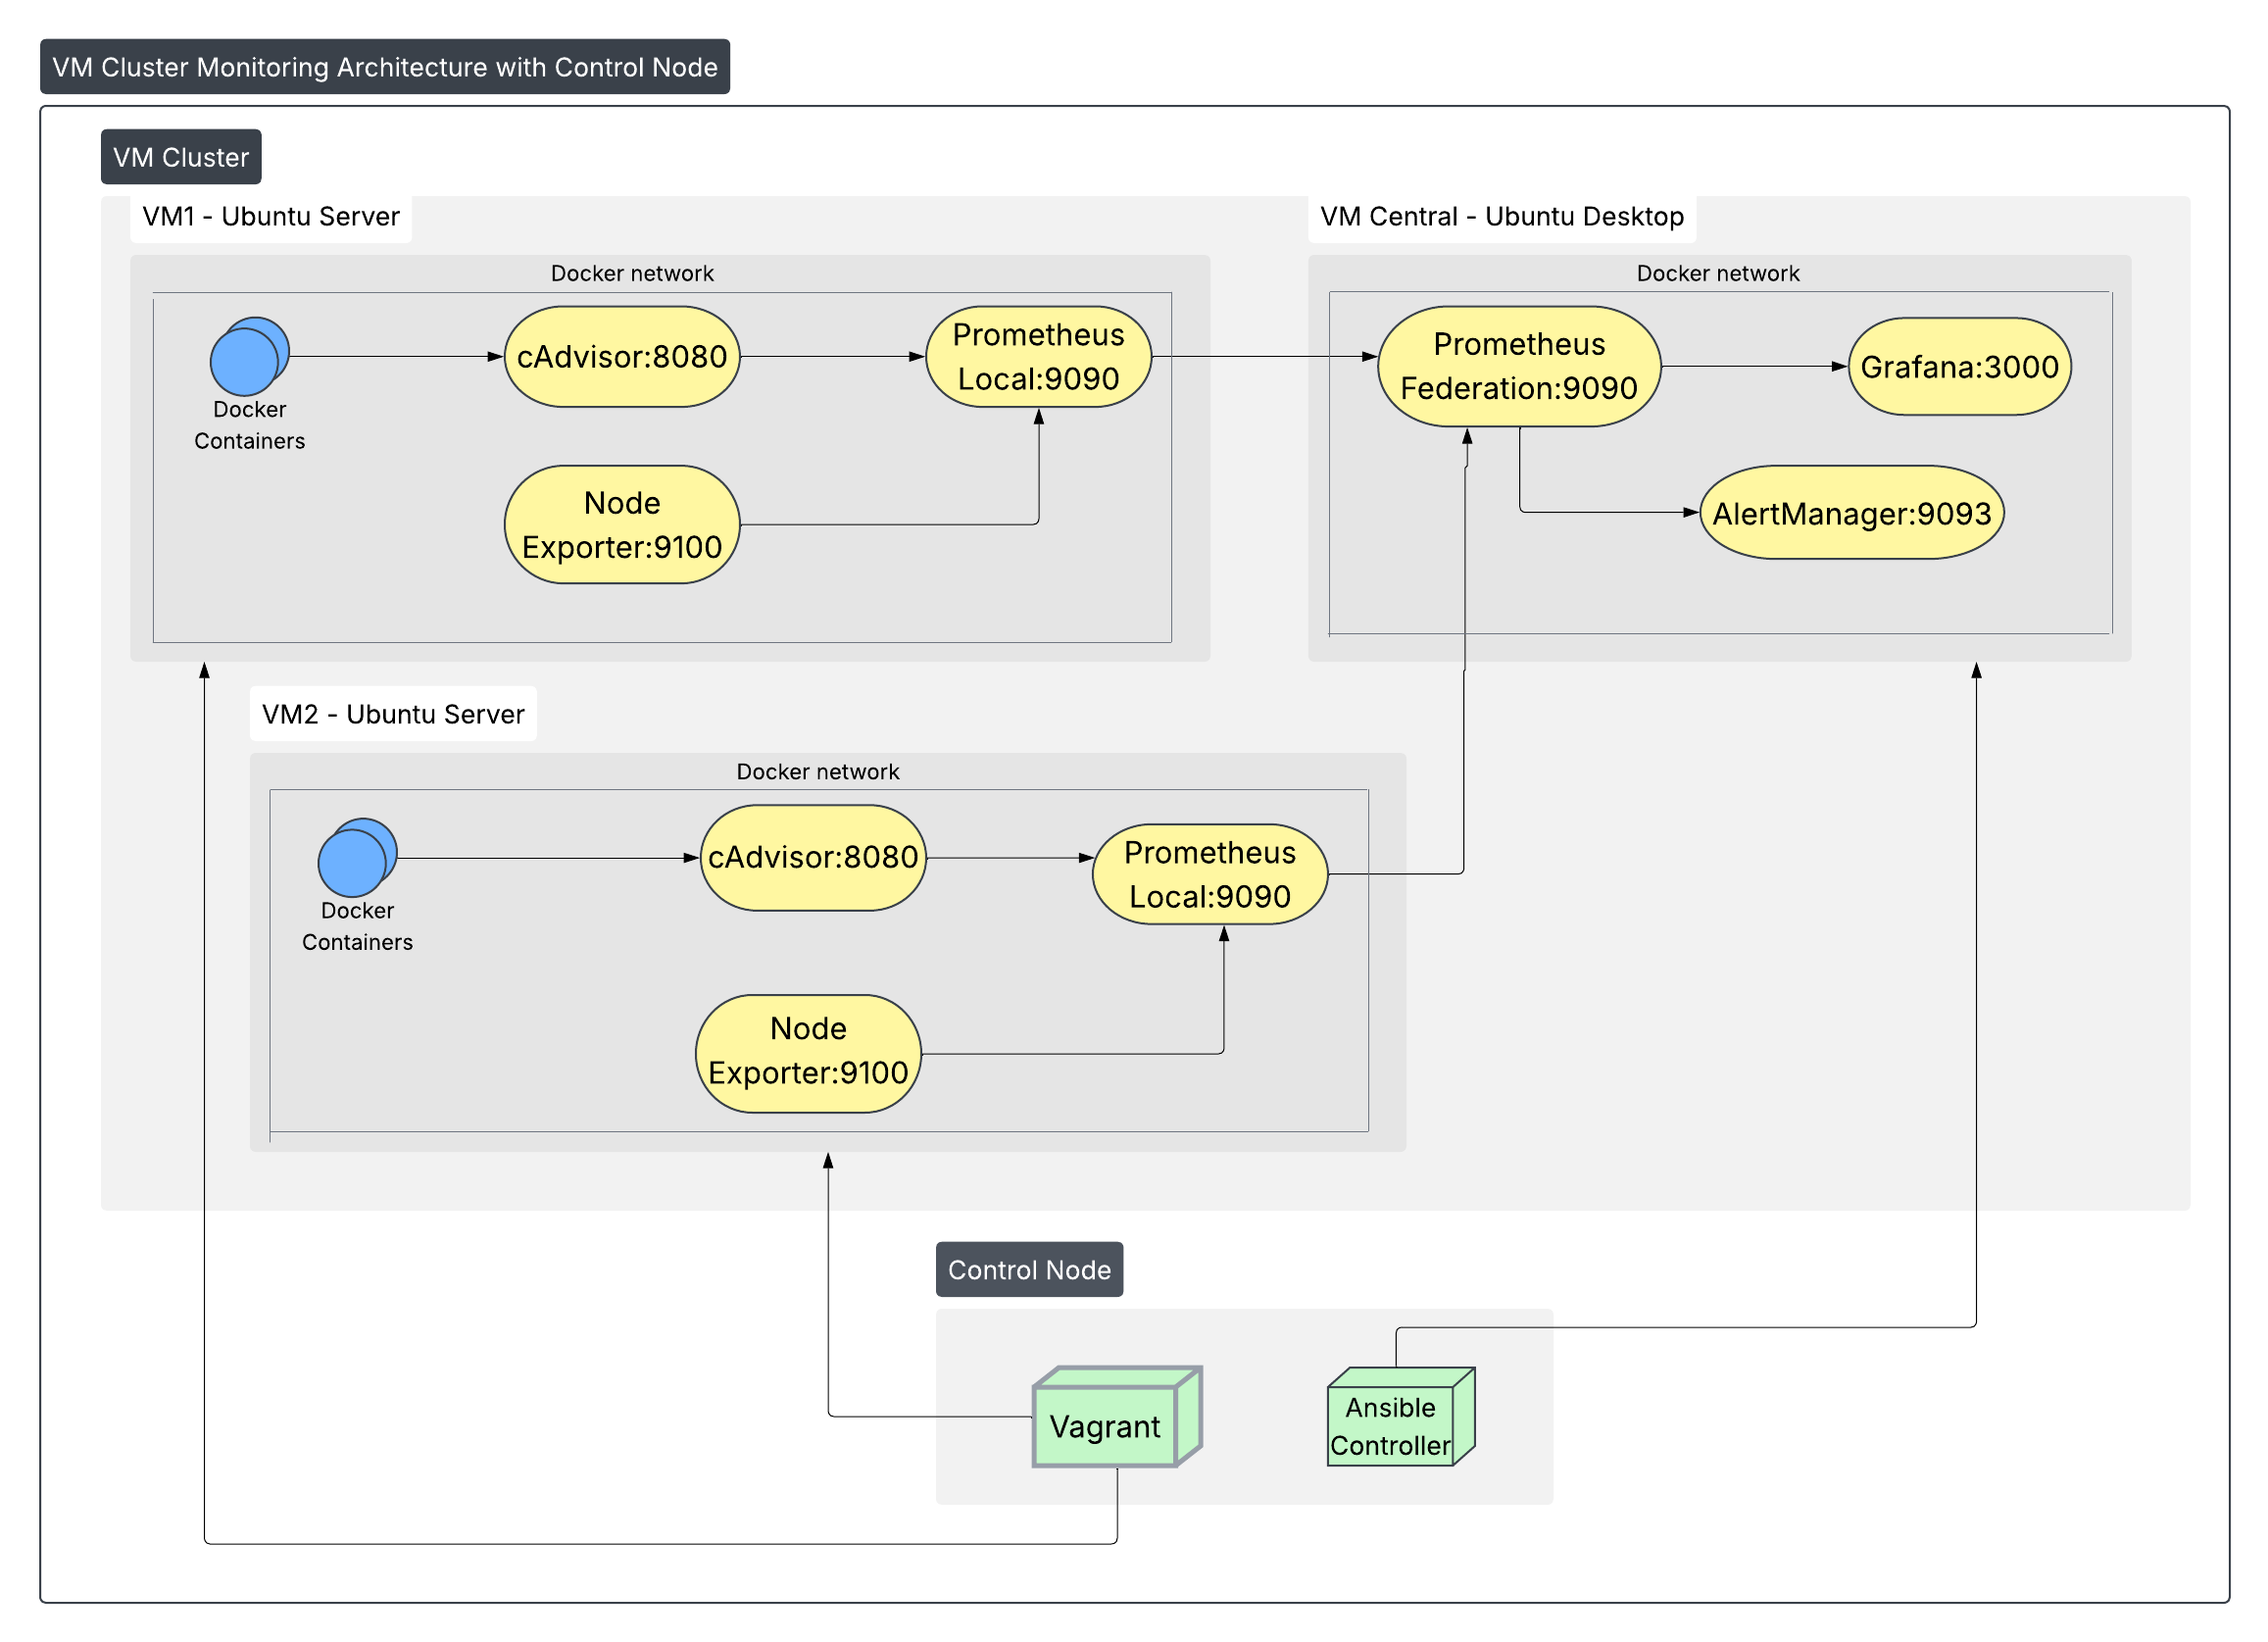 VM Cluster Monitoring Architecture with Control Node
VM Cluster
VM1 - Ubuntu Server
Docker network
Docker
Containers
cAdvisor:8080
Prometheus
Local:9090
Node
Exporter:9100
VM Central - Ubuntu Desktop
Docker network
Prometheus
Federation:9090
Grafana:3000
AlertManager:9093
VM2 - Ubuntu Server
Docker network
Docker
Containers
cAdvisor:8080
Prometheus
Local:9090
Node
Exporter:9100
Control Node
Vagrant
Ansible
Controller